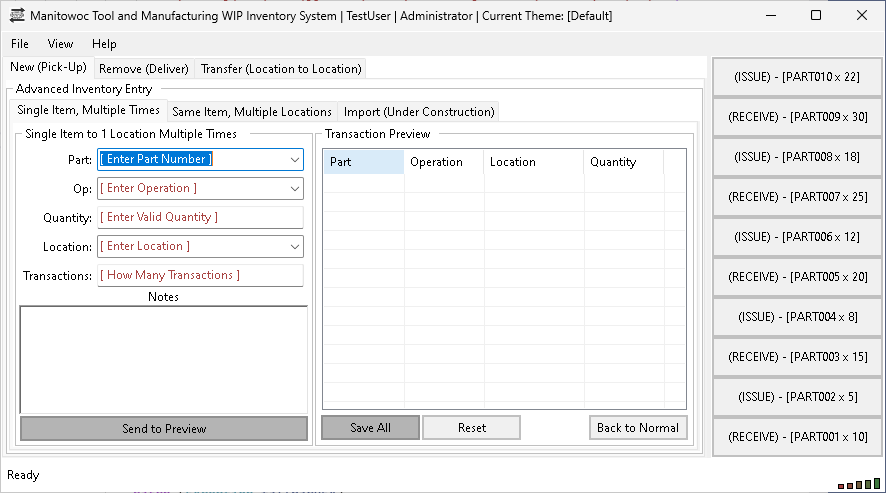 Manitowoc Tool and Manufacturing WIP Inventory System | TestUser | Administrator | Current Theme: [Default]
File View Help
New (Pick-Up) Remove (Deliver) Transfer (Location to Location)
Advanced Inventory Entry
Single Item, Multiple Times Same Item, Multiple Locations Import (Under Construction)
Single Item to 1 Location Multiple Times
Part: [ Enter Part Number ]
Op: [ Enter Operation ]
Quantity: [ Enter Valid Quantity ]
Location: [ Enter Location ]
Transactions: [ How Many Transactions ]
Notes
Send to Preview
Transaction Preview
Part Operation Location Quantity
Save All Reset Back to Normal
(ISSUE) - [PART010 x 22]
(RECEIVE) - [PART009 x 30]
(ISSUE) - [PART008 x 18]
(RECEIVE) - [PART007 x 25]
(ISSUE) - [PART006 x 12]
(RECEIVE) - [PART005 x 20]
(ISSUE) - [PART004 x 8]
(RECEIVE) - [PART003 x 15]
(ISSUE) - [PART002 x 5]
(RECEIVE) - [PART001 x 10]
Ready